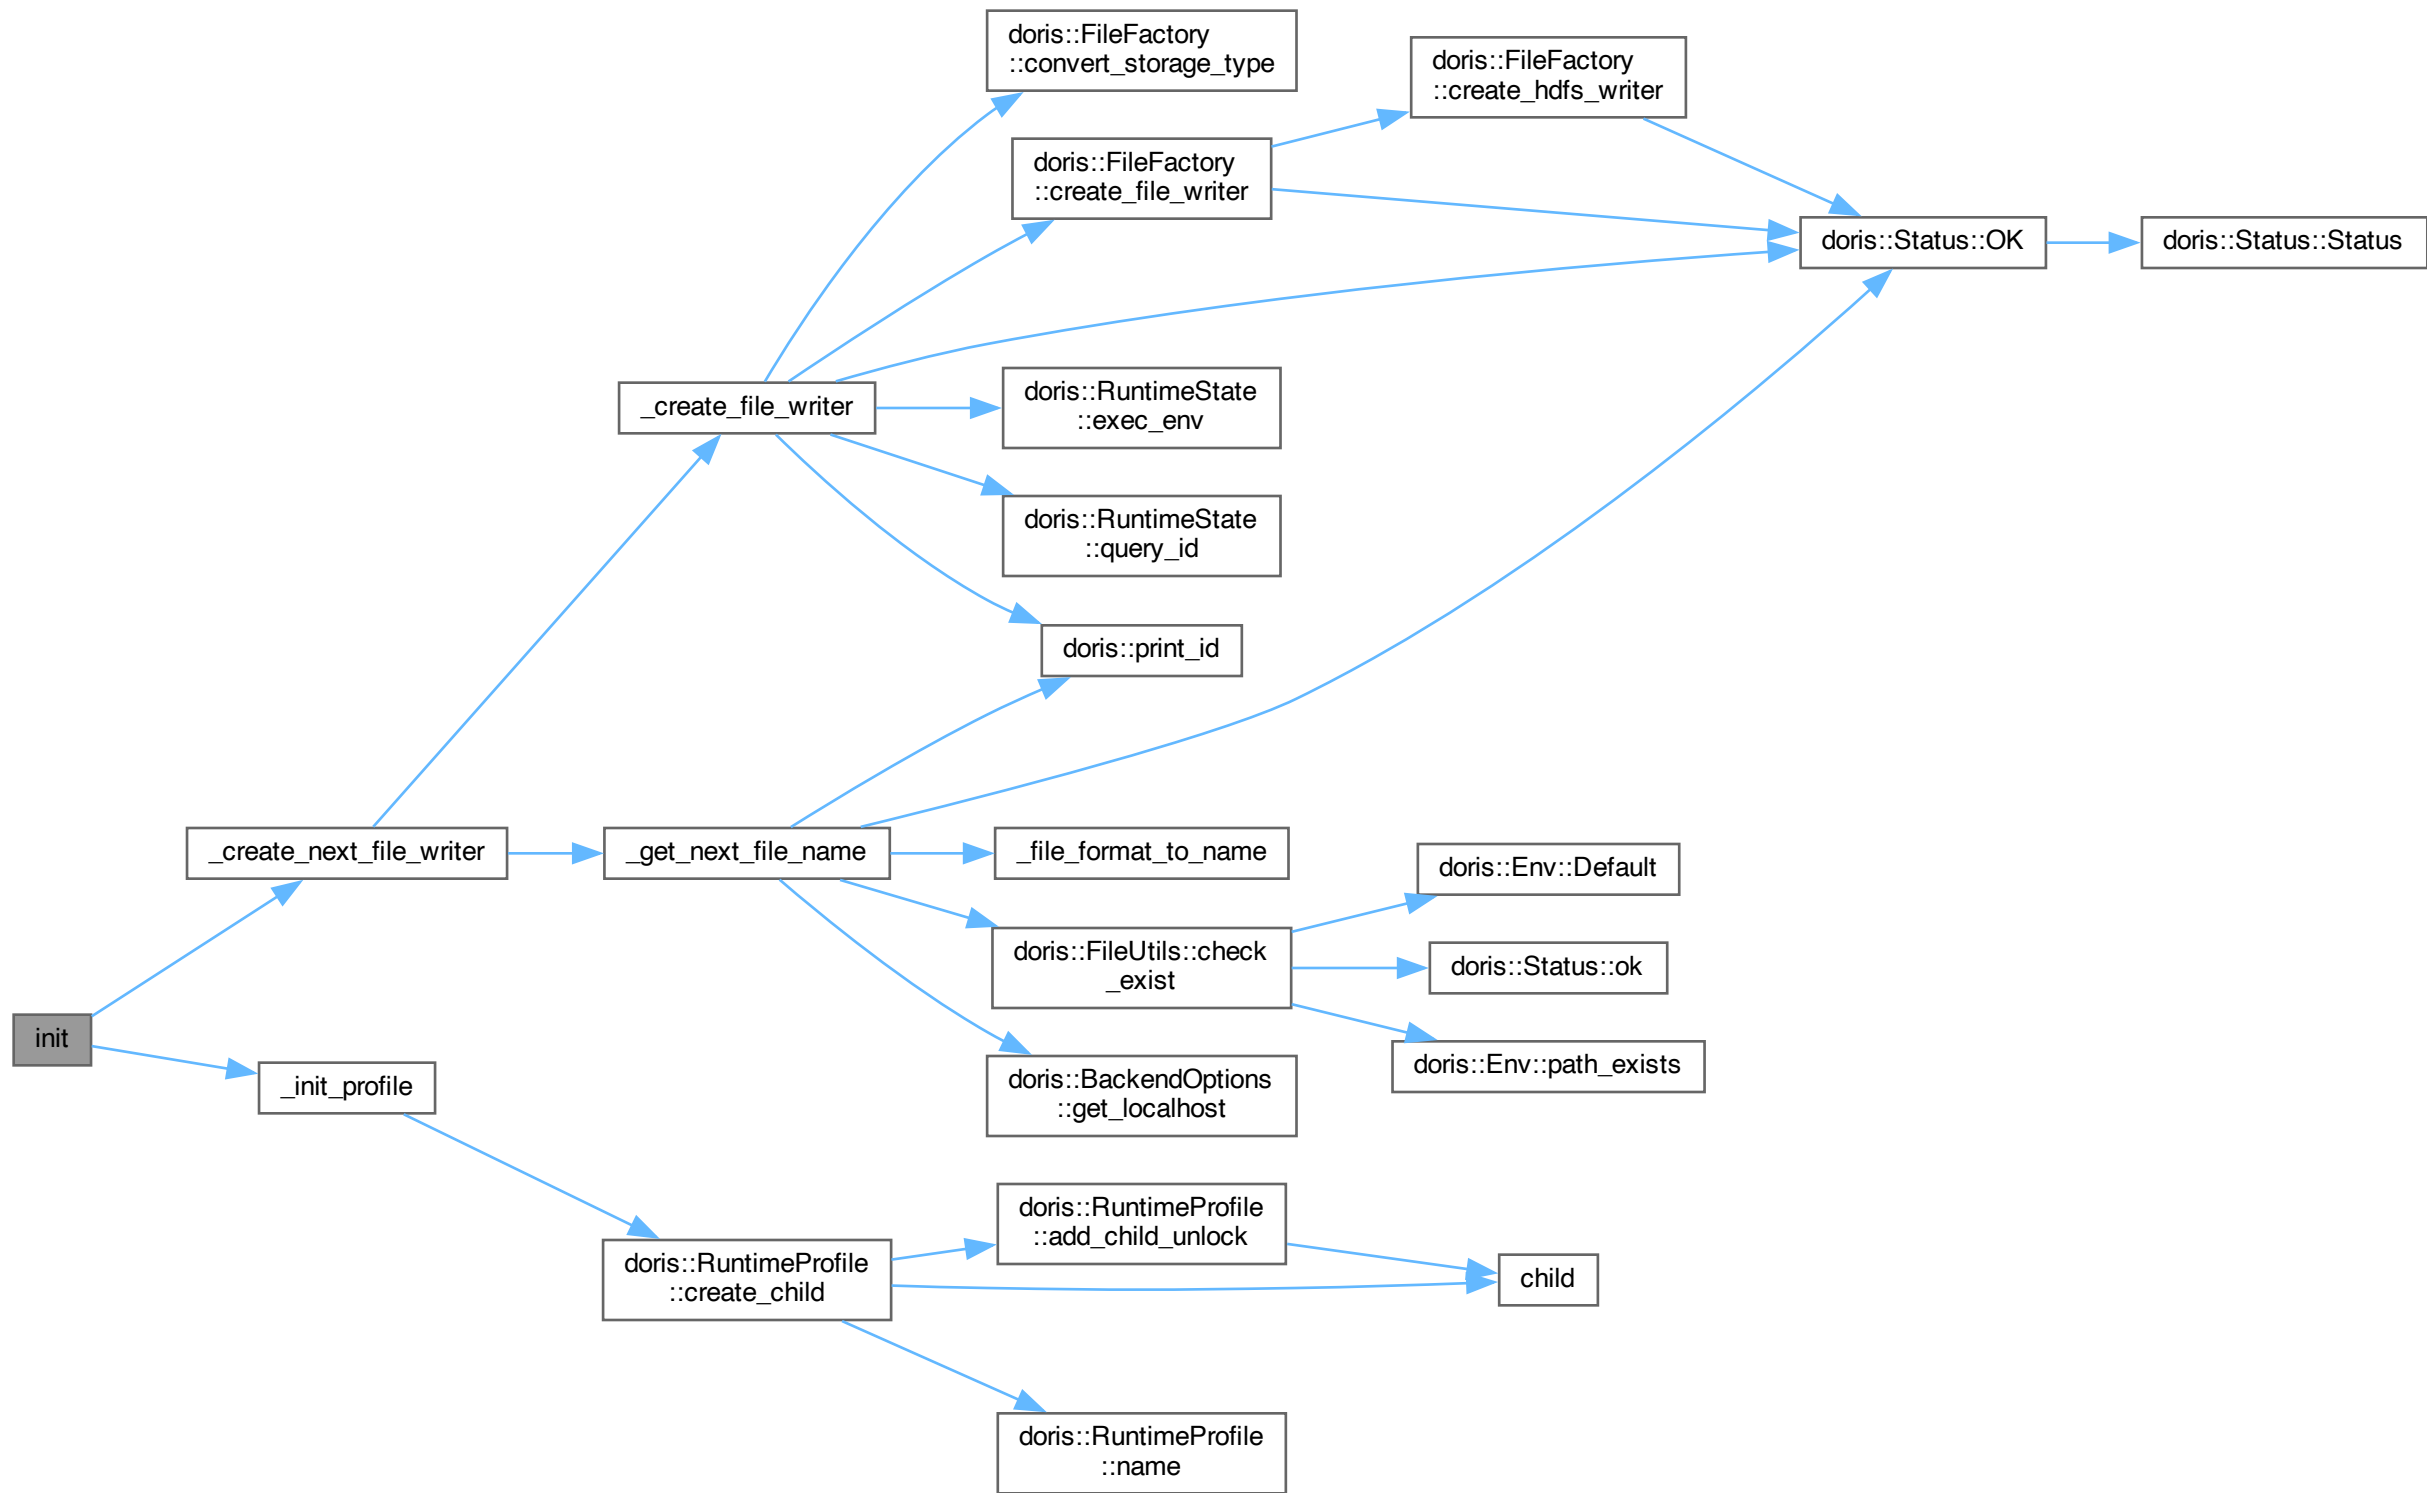 doris::FileFactory
::convert_storage_type
doris::FileFactory
::create_hdfs_writer
doris::FileFactory
::create_file_writer
doris::Status::OK
doris::Status::Status
_create_file_writer
doris::RuntimeState
::exec_env
doris::RuntimeState
::query_id
doris::print_id
_create_next_file_writer
_get_next_file_name
_file_format_to_name
doris::Env::Default
doris::FileUtils::check
_exist
doris::Status::ok
doris::Env::path_exists
init
_init_profile
doris::BackendOptions
::get_localhost
doris::RuntimeProfile
::create_child
doris::RuntimeProfile
::add_child_unlock
child
doris::RuntimeProfile
::name